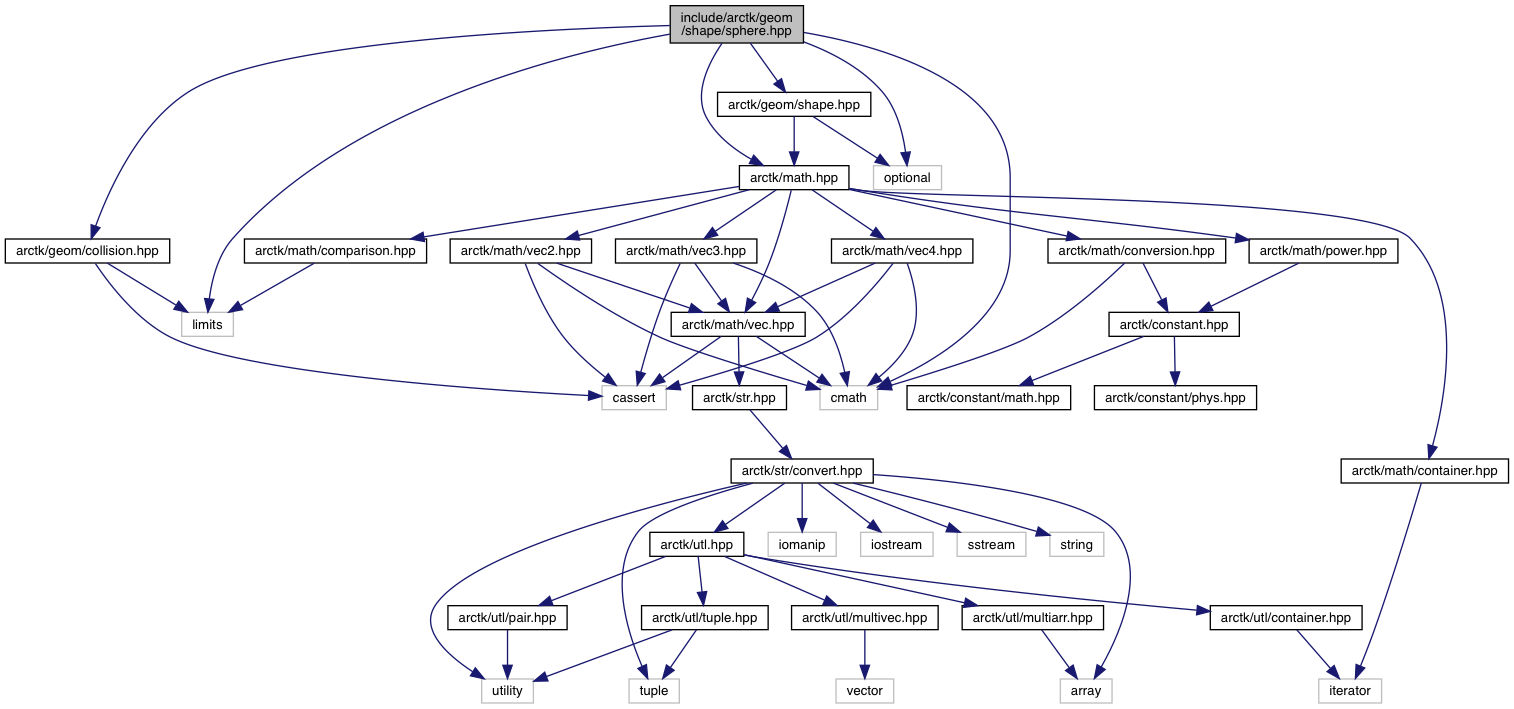 include/arctk/geom
/shape/sphere.hpp
arctk/geom/shape.hpp
arctk/math.hpp
optional
arctk/geom/collision.hpp
arctk/math/comparison.hpp
arctk/math/vec2.hpp
arctk/math/vec3.hpp
arctk/math/vec4.hpp
arctk/math/conversion.hpp
arctk/math/power.hpp
limits
arctk/math/vec.hpp
arctk/constant.hpp
cassert
arctk/str.hpp
cmath
arctk/constant/math.hpp
arctk/constant/phys.hpp
arctk/str/convert.hpp
arctk/math/container.hpp
arctk/utl.hpp
iomanip
iostream
sstream
string
arctk/utl/pair.hpp
arctk/utl/tuple.hpp
arctk/utl/multivec.hpp
arctk/utl/multiarr.hpp
arctk/utl/container.hpp
utility
tuple
vector
array
iterator